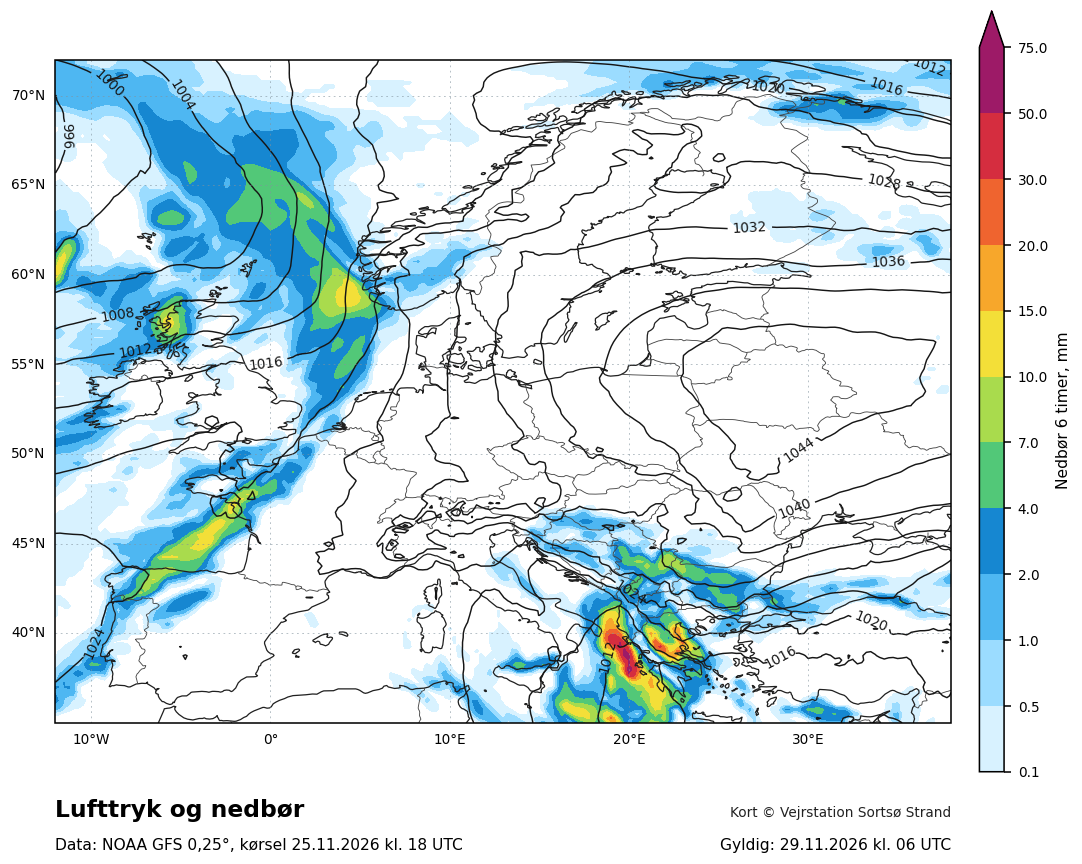 75.0
50.0
30.0
20.0
15.0
10.0
7.0
4.0
2.0
1.0
0.5
0.1
Nedbør 6 timer, mm
70°N
65°N
60°N
55°N
50°N
45°N
40°N
10°W
0°
10°E
20°E
30°E
1000
1004
996
1012
1016
1020
1028
1032
1036
1008
1012
1016
1044
1040
1024
1024
1012
1020
1016
Lufttryk og nedbør
Kort © Vejrstation Sortsø Strand
Data: NOAA GFS 0,25°, kørsel 25.11.2026 kl. 18 UTC
Gyldig: 29.11.2026 kl. 06 UTC